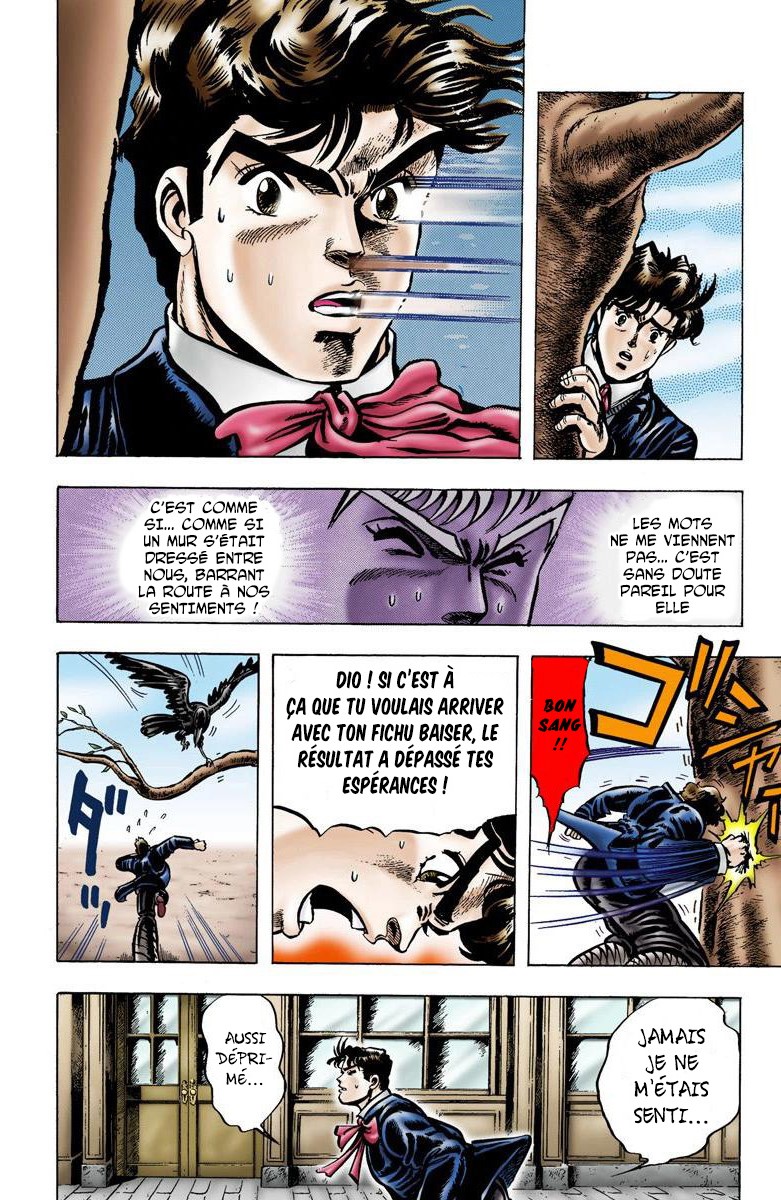 LES MOTS
NE ME VIENNENT
PAS... C'EST
SANS DOUTE
PAREIL POUR
ELLE
C'EST COMME
SI... COMME SI
UN MUR S'ÉTAIT
DRESSÉ ENTRE
NOUS, BARRANT
LA ROUTE À NOS
SENTIMENTS !
BON
SANG
!!
DIO ! SI C'EST À
ÇA QUE TU VOULAIS ARRIVER
AVEC TON FICHU BAISER, LE
RÉSULTAT A DÉPASSÉ TES
ESPÉRANCES !
ダッ
JAMAIS
JE NE
M'ÉTAIS
SENTI...
AUSSI
DÉPRI-
MÉ...